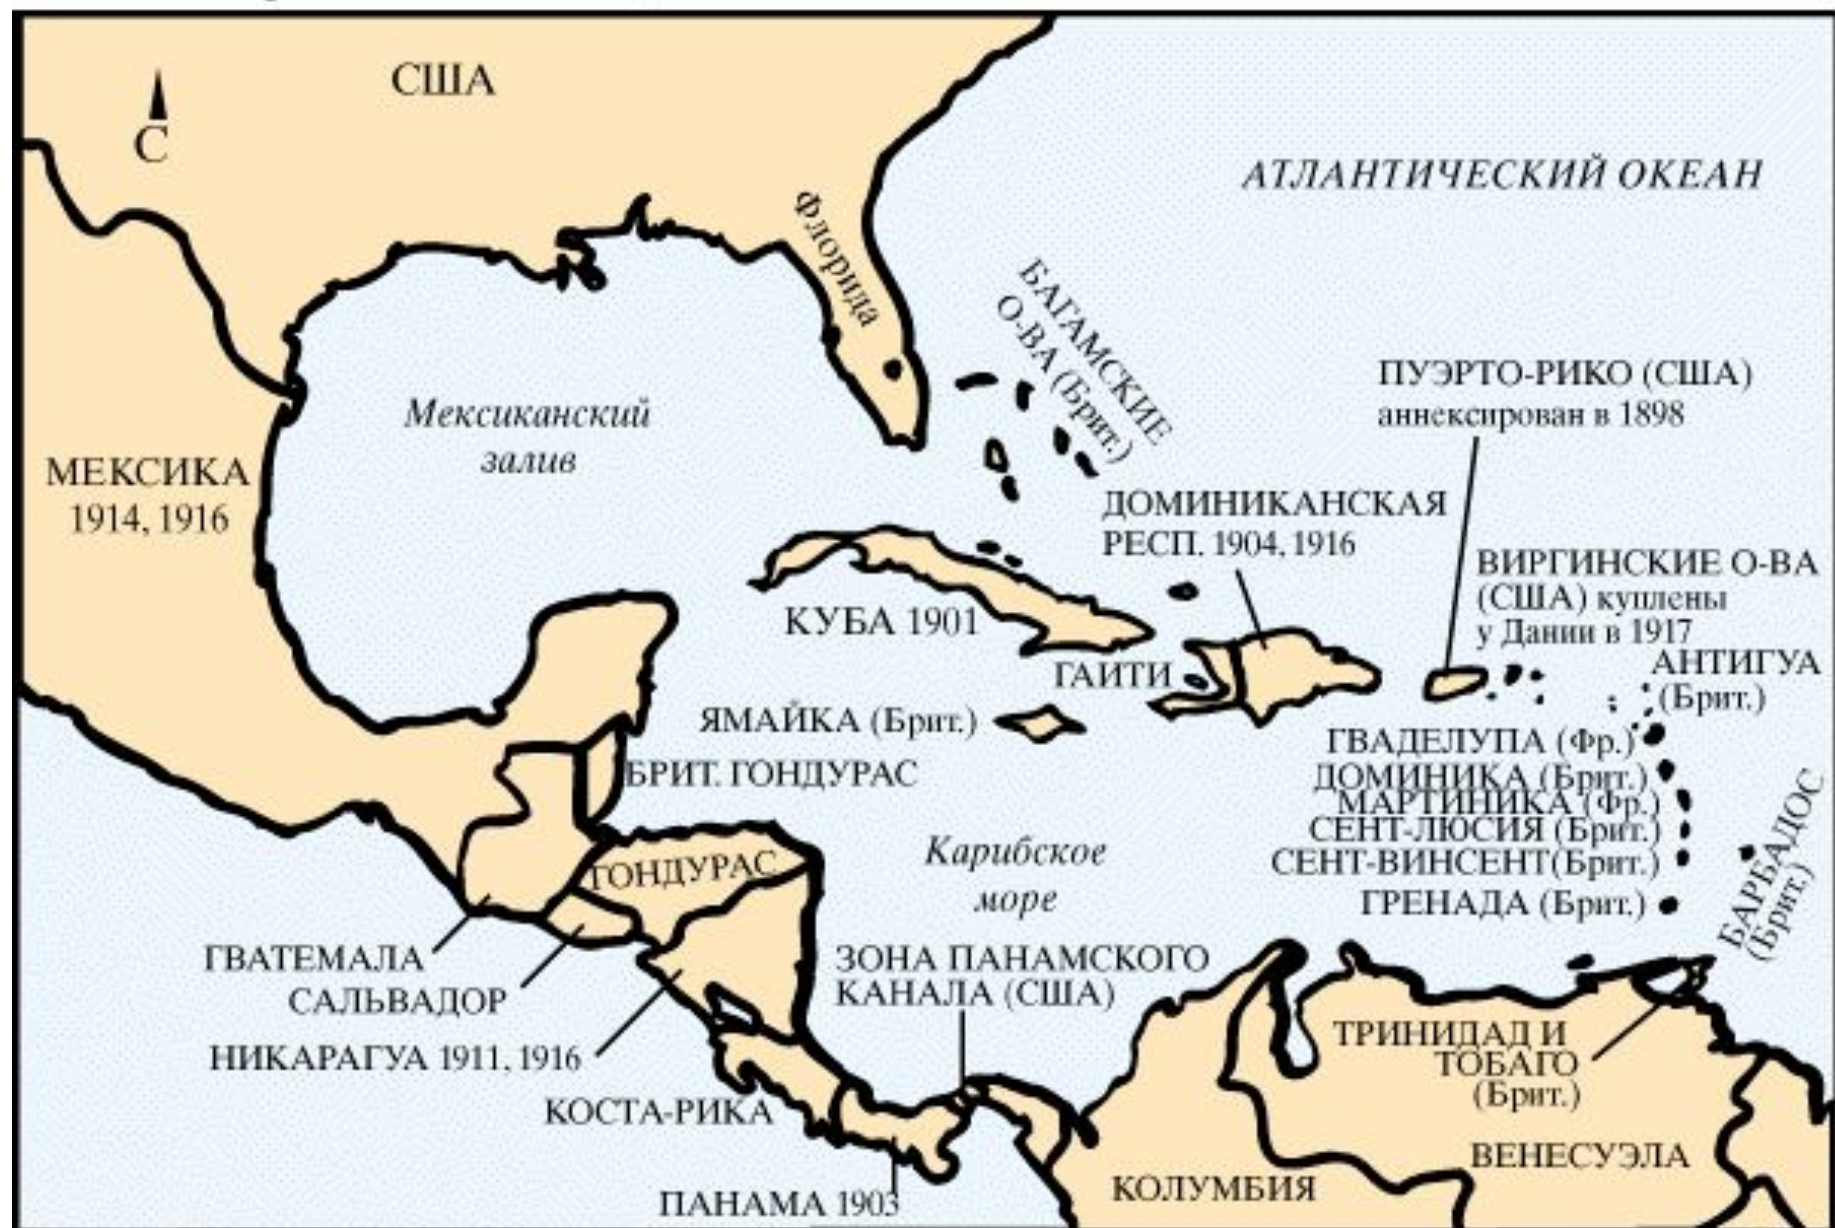 США
С
АТЛАНТИЧЕСКИЙ ОКЕАН
Флорида
БАГАМСКИЕ
О-ВА (Брит.)
ПУЭРТО-РИКО (США)
аннексирован в 1898
Мексиканский
залив
МЕКСИКА
1914, 1916
ДОМИНИКАНСКАЯ
РЕСП. 1904, 1916
ВИРГИНСКИЕ О-ВА
(США) куплены
у Дании в 1917
КУБА 1901
ГАИТИ
АНТИГУА
(Брит.)
ЯМАЙКА (Брит.)
ГВАДЕЛУПА (Фр.)
БРИТ. ГОНДУРАС
ДОМИНИКА (Брит.)
МАРТИНИКА (Фр.)
СЕНТ-ЛЮСИЯ (Брит.)
СЕНТ-ВИНСЕНТ(Брит.)
ГРЕНАДА (Брит.)
БАРБАДОС
(Брит.)
Карибское
море
ГОНДУРАС
ГВАТЕМАЛА
САЛЬВАДОР
НИКАРАГУА 1911, 1916
ЗОНА ПАНАМСКОГО
КАНАЛА (США)
ТРИНИДАД И
ТОБАГО
(Брит.)
КОСТА-РИКА
ВЕНЕСУЭЛА
КОЛУМБИЯ
ПАНАМА 1903